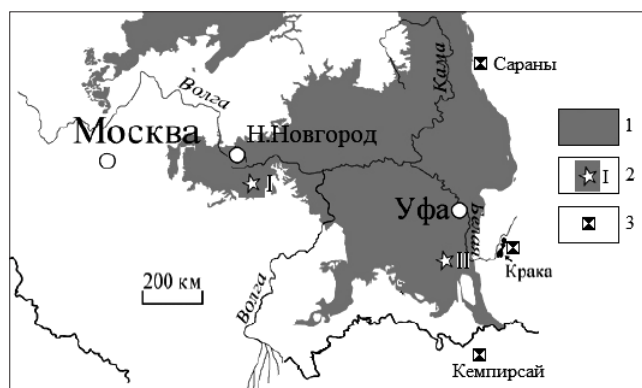 Сараны
Кама
Волга
Москва
Н.Новгород
1
I
2
I
Уфа
Белая
3
II
Крака
200 км
Волга
Кемпирсай